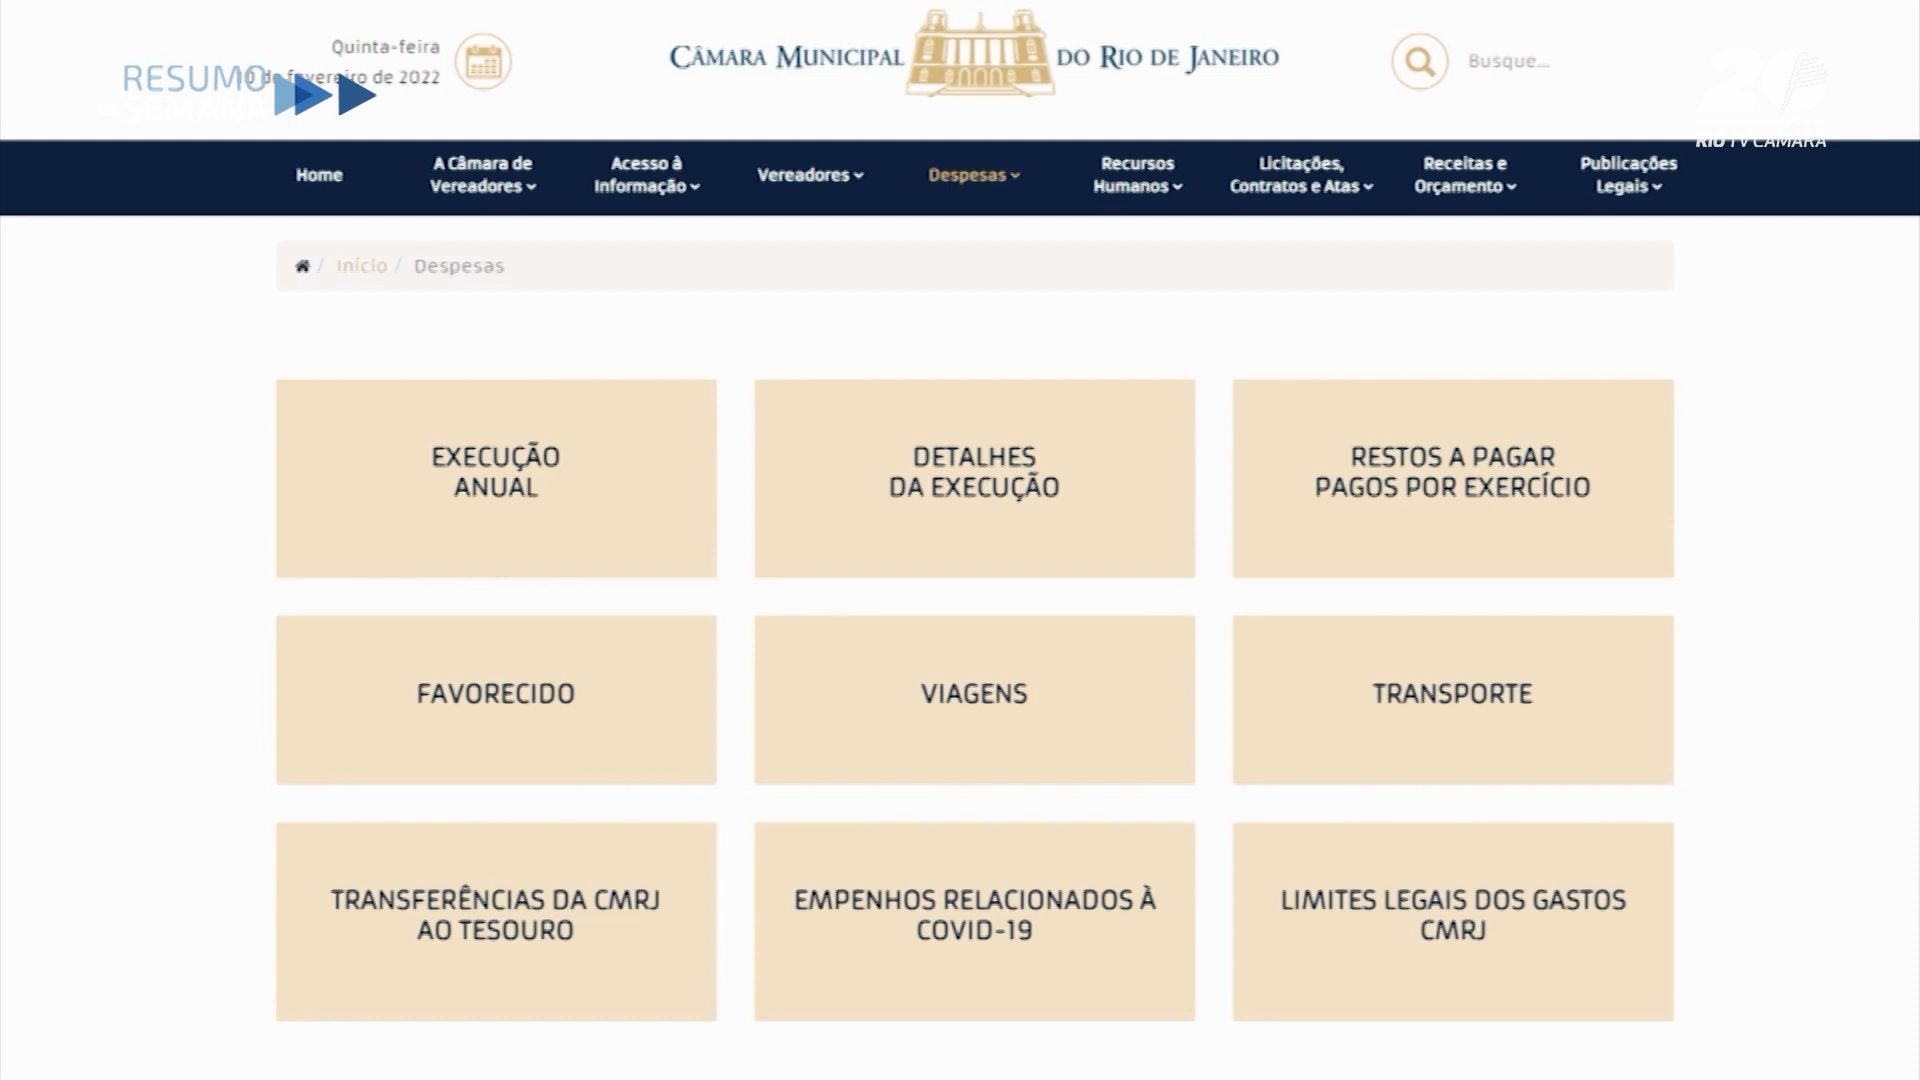 Quinta-feira
10 de fevereiro de 2022
RESUMO
SEMANA
CÂMARA MUNICIPAL DO RIO DE JANEIRO
Busque...
20
RIO TV CÂMARA
Home
A Câmara de
Vereadores
Acesso à
Informação
Vereadores
Despesas
Recursos
Humanos
Licitações,
Contratos e Atas
Receitas e
Orçamento
Publicações
Legais
/ Início / Despesas
EXECUÇÃO
ANUAL
DETALHES
DA EXECUÇÃO
RESTOS A PAGAR
PAGOS POR EXERCÍCIO
FAVORECIDO
VIAGENS
TRANSPORTE
TRANSFERÊNCIAS DA CMRJ
AO TESOURO
EMPENHOS RELACIONADOS À
COVID-19
LIMITES LEGAIS DOS GASTOS
CMRJ